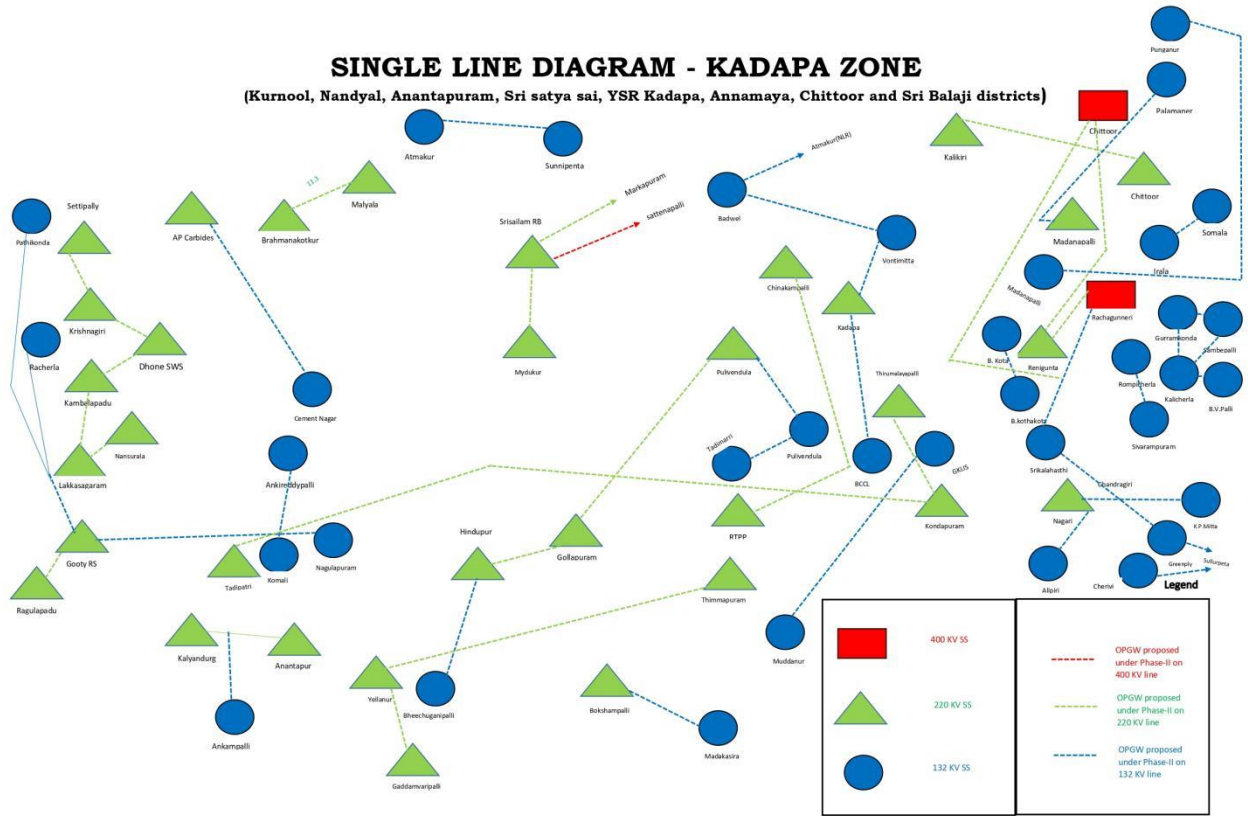 SINGLE LINE DIAGRAM - KADAPA ZONE
(Kurnool, Nandyal, Anantapuram, Sri satya sai, YSR Kadapa, Annamaya, Chittoor and Sri Balaji districts)
Punganur
Palamaner
Chittoor
Atmakur
Sunnipenta
Atmakur(NLR)
Kalikiri
Chittoor
11.3
Malyala
Markapuram
Settipally
Srisailam RB
sattenapalli
Badwel
Pathikonda
AP Carbides
Brahmanakotkur
Madanapalli
Somala
Vontimitta
Irala
Chinakampalli
Madanapalli
Kadapa
Rachagunneri
Krishnagiri
Gurramkonda
Sambepalli
Racherla
Dhone SWS
Mydukur
Pulivendula
Thirumalayapalli
B. Kota
Renigunta
Rompicherla
Kalicherla
B.V.Palli
Kambalapadu
Cement Nagar
B.kothakota
Sivarampuram
Nansurala
Tadimarri
Pulivendula
Lakkasagaram
Ankireddypalli
BCCL
GKLIS
Srikalahasthi
Chandragiri
Nagari
K.P.Mitta
Hindupur
RTPP
Kondapuram
Gooty RS
Gollapuram
Komali
Nagulapuram
Tadipatri
Greenply
Sullurpeta
Alipiri
Cherivi
Legend
Ragulapadu
Thimmapuram
Kalyandurg
Anantapur
Muddanur
400 KV SS
OPGW proposed
under Phase-II on
400 KV line
Yellanur
Bheechuganipalli
Bokshampalli
220 KV SS
OPGW proposed
under Phase-II on
220 KV line
Ankampalli
Madakasira
132 KV SS
OPGW proposed
under Phase-II on
132 KV line
Gaddamvaripalli